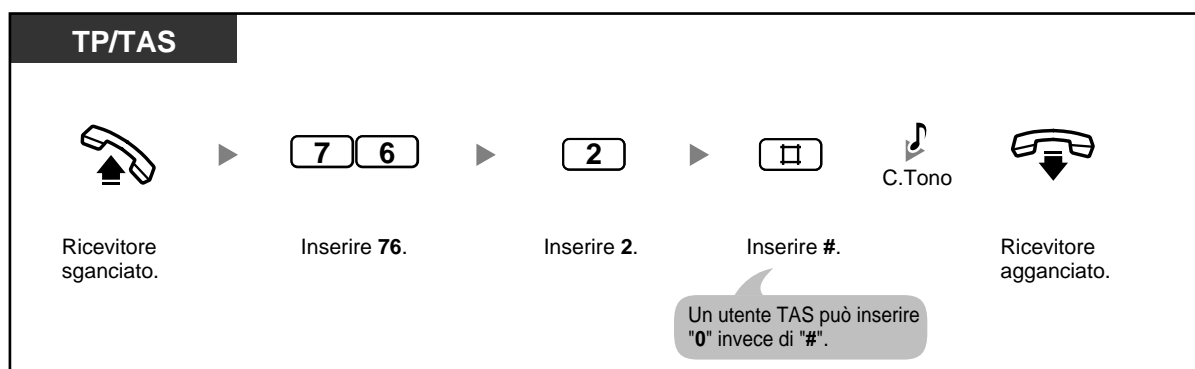 TP/TAS
7 6
2
#
C.Tono
Ricevitore
sganciato.
Inserire 76.
Inserire 2.
Inserire #.
Ricevitore
agganciato.
Un utente TAS può inserire
"0" invece di "#".